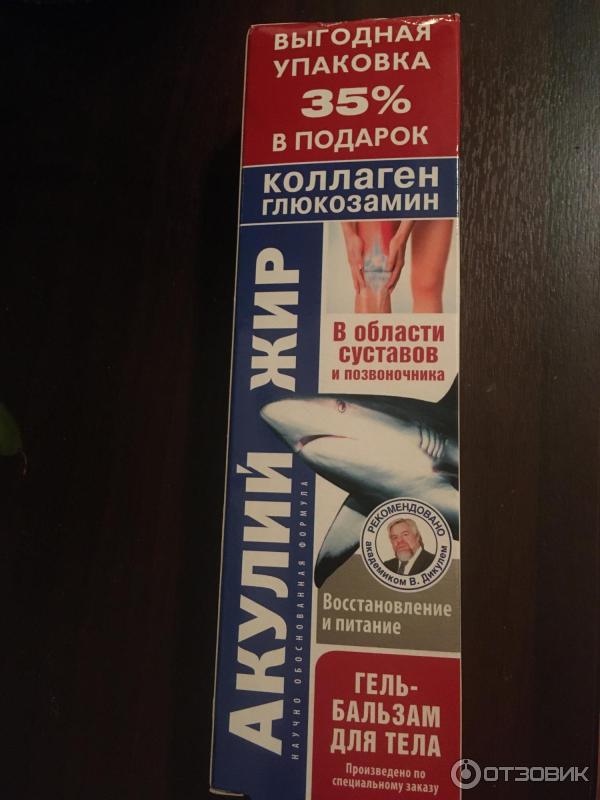 ВЫГОДНАЯ
УПАКОВКА
35%
В ПОДАРОК
КОЛЛАГЕН
ГЛЮКОЗАМИН
АКУЛИЙ ЖИР
НАУЧНО ОБОСНОВАННАЯ ФОРМУЛА
В области
суставов
и позвоночника
РЕКОМЕНДОВАНО
академиком В. Дикулем
Восстановление
и питание
ГЕЛЬ-
БАЛЬЗАМ
ДЛЯ ТЕЛА
Произведено по
специальному заказу
ОТЗОВИК